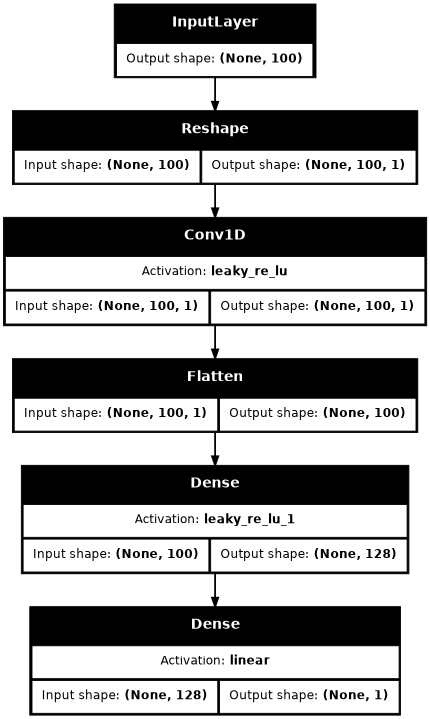 InputLayer
Output shape: (None, 100)
Reshape
Input shape: (None, 100) Output shape: (None, 100, 1)
Conv1D
Activation: leaky_re_lu
Input shape: (None, 100, 1) Output shape: (None, 100, 1)
Flatten
Input shape: (None, 100, 1) Output shape: (None, 100)
Dense
Activation: leaky_re_lu_1
Input shape: (None, 100) Output shape: (None, 128)
Dense
Activation: linear
Input shape: (None, 128) Output shape: (None, 1)